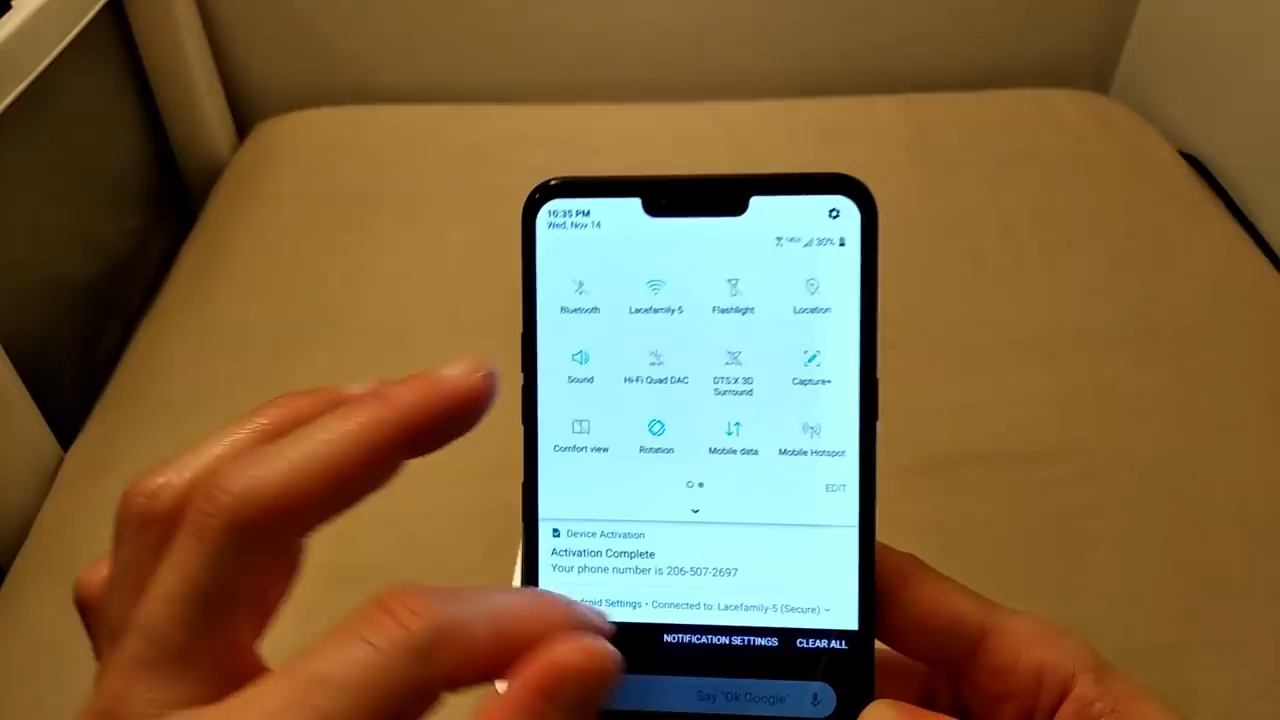 10:35 PM
Wed, Nov 14
30%
Bluetooth
Lacefamily-5
Flashlight
Location
Sound
Hi-Fi Quad DAC
DTS:X 3D
Surround
Capture+
Comfort view
Rotation
Mobile data
Mobile Hotspot
EDIT
Device Activation
Activation Complete
Your phone number is 206-507-2697
Settings • Connected to: Lacefamily-5 (Secure)
NOTIFICATION SETTINGS CLEAR ALL
Say "Ok Google"